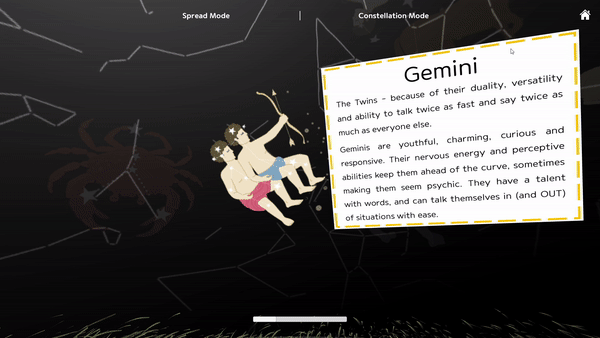 Spread Mode | Constellation Mode
Gemini
The Twins - because of their duality, versatility
and ability to talk twice as fast and say twice as
much as everyone else.
Geminis are youthful, charming, curious and
responsive. Their nervous energy and perceptive
abilities keep them ahead of the curve, sometimes
making them seem psychic. They have a talent
with words, and can talk themselves in (and OUT)
of situations with ease.